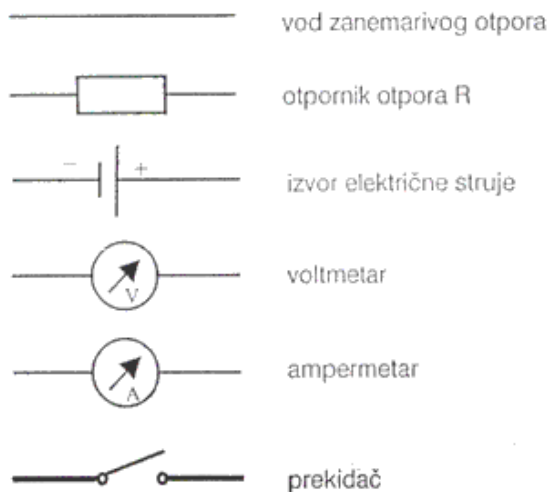 vod zanemarivog otpora
otpornik otpora R
− +
izvor električne struje
V
voltmetar
A
ampermetar
prekidač